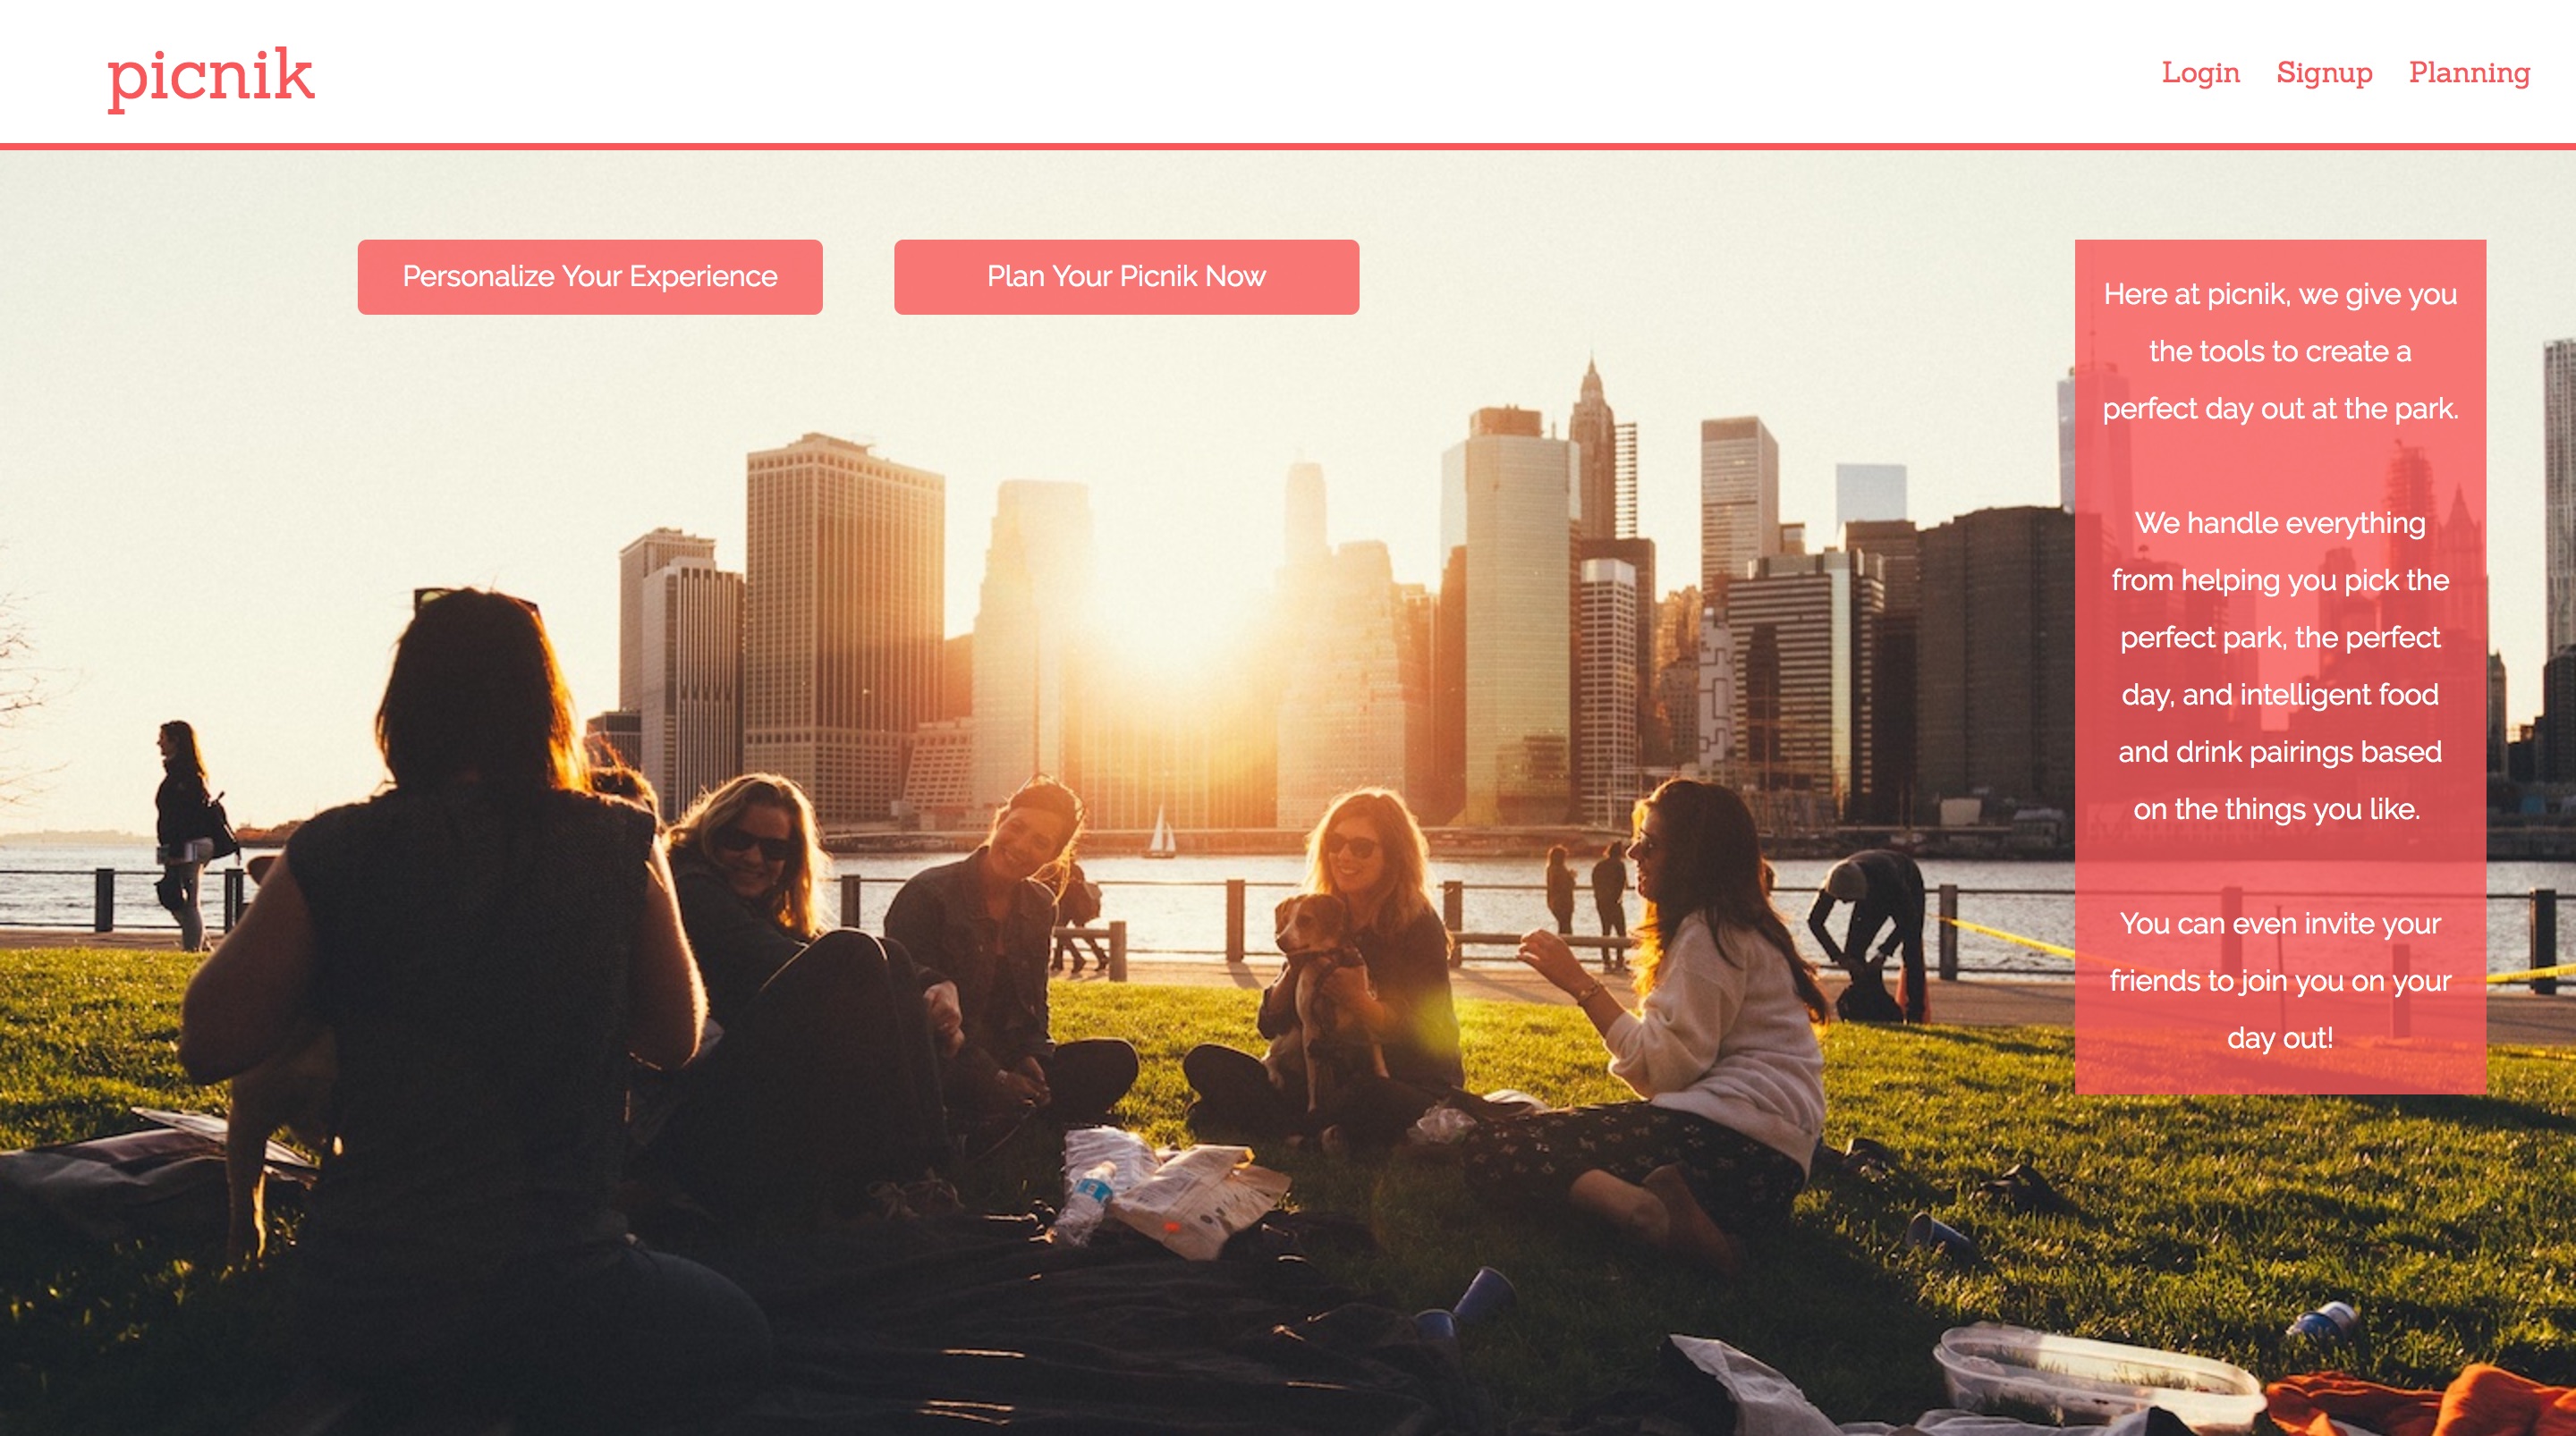 picnik
Login Signup Planning
Personalize Your Experience
Plan Your Picnik Now
Here at picnik, we give you
the tools to create a
perfect day out at the park.
We handle everything
from helping you pick the
perfect park, the perfect
day, and intelligent food
and drink pairings based
on the things you like.
You can even invite your
friends to join you on your
day out!